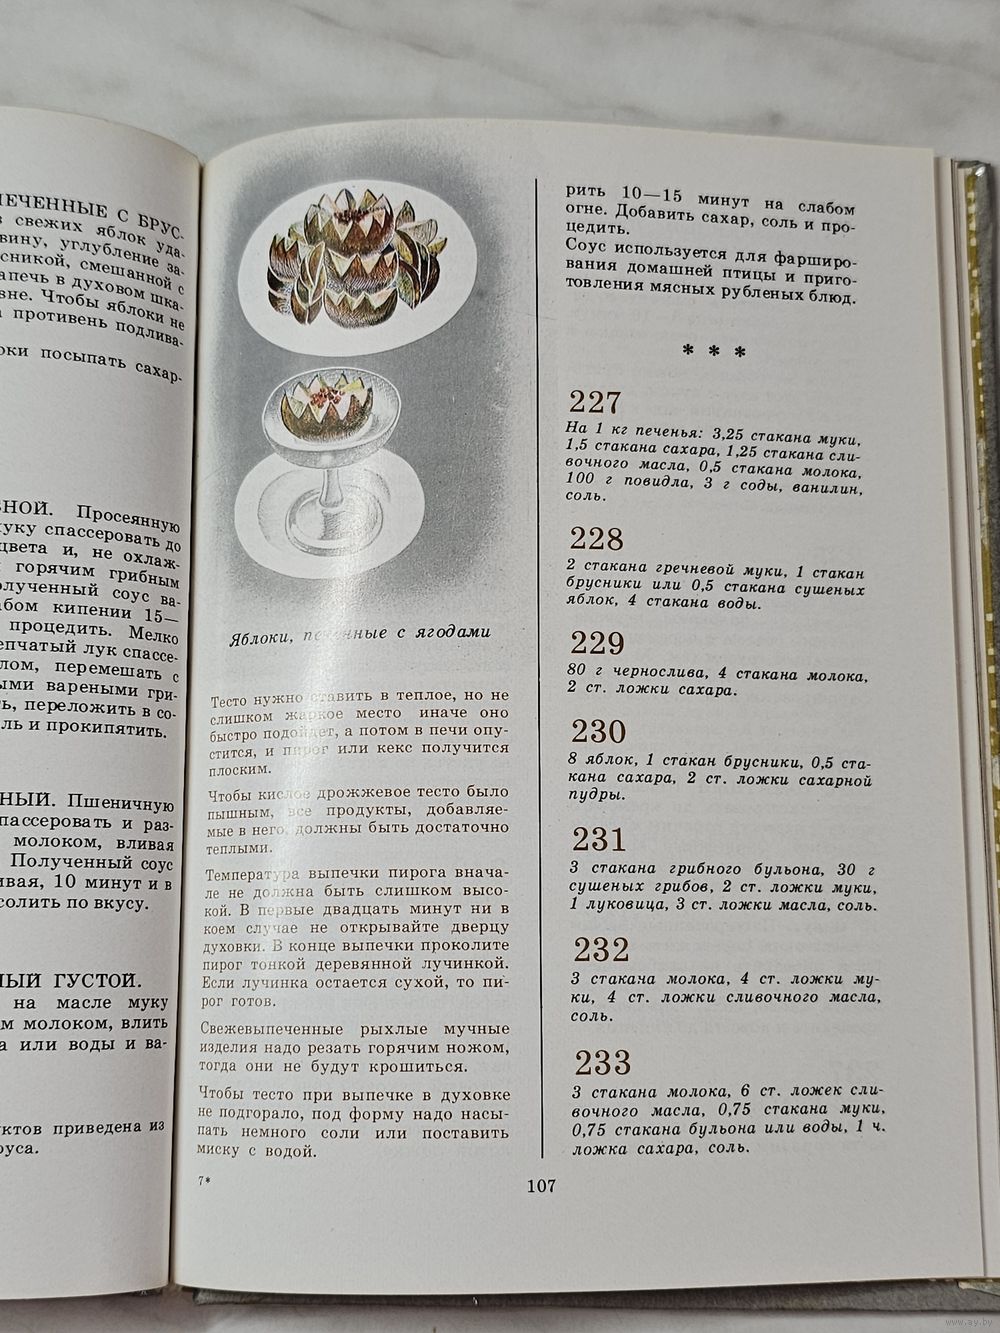 ПЕЧЕННЫЕ С БРУС-
свежих яблок уда-
вину, углубление за-
сникой, смешанной с
апечь в духовом шка-
вне. Чтобы яблоки не
противень подлива-
оки посыпать сахар-
ВНОЙ. Просеянную
уку спассеровать до
цвета и, не охлаж-
горячим грибным
лученный соус ва-
абом кипении 15—
процедить. Мелко
епчатый лук спассе-
лом, перемешать с
ыми вареными гри-
ть, переложить в со-
ль и прокипятить.
НЫЙ. Пшеничную
пассеровать и раз-
молоком, вливая
Полученный соус
ивая, 10 минут и в
солить по вкусу.
НЫЙ ГУСТОЙ.
на масле муку
м молоком, влить
а или воды и ва-
уктов приведена из
руса.
Яблоки, печенные с ягодами
Тесто нужно ставить в теплое, но не
слишком жаркое место иначе оно
быстро подойдет, а потом в печи опу-
стится, и пирог или кекс получится
плоским.
Чтобы кислое дрожжевое тесто было
пышным, все продукты, добавляе-
мые в него, должны быть достаточно
теплыми.
Температура выпечки пирога внача-
ле не должна быть слишком высо-
кой. В первые двадцать минут ни в
коем случае не открывайте дверцу
духовки. В конце выпечки проколите
пирог тонкой деревянной лучинкой.
Если лучинка остается сухой, то пи-
рог готов.
Свежевыпеченные рыхлые мучные
изделия надо резать горячим ножом,
тогда они не будут крошиться.
Чтобы тесто при выпечке в духовке
не подгорало, под форму надо насы-
пать немного соли или поставить
миску с водой.
7*
рить 10—15 минут на слабом
огне. Добавить сахар, соль и про-
цедить.
Соус используется для фарширо-
вания домашней птицы и приго-
товления мясных рубленых блюд.
* * *
227
На 1 кг печенья: 3,25 стакана муки,
1,5 стакана сахара, 1,25 стакана сли-
вочного масла, 0,5 стакана молока,
100 г повидла, 3 г соды, ванилин,
соль.
228
2 стакана гречневой муки, 1 стакан
брусники или 0,5 стакана сушеных
яблок, 4 стакана воды.
229
80 г чернослива, 4 стакана молока,
2 ст. ложки сахара.
230
8 яблок, 1 стакан брусники, 0,5 ста-
кана сахара, 2 ст. ложки сахарной
пудры.
231
3 стакана грибного бульона, 30 г
сушеных грибов, 2 ст. ложки муки,
1 луковица, 3 ст. ложки масла, соль.
232
3 стакана молока, 4 ст. ложки му-
ки, 4 ст. ложки сливочного масла,
соль.
233
3 стакана молока, 6 ст. ложек сли-
вочного масла, 0,75 стакана муки,
0,75 стакана бульона или воды, 1 ч.
ложка сахара, соль.
107
www.ay.by